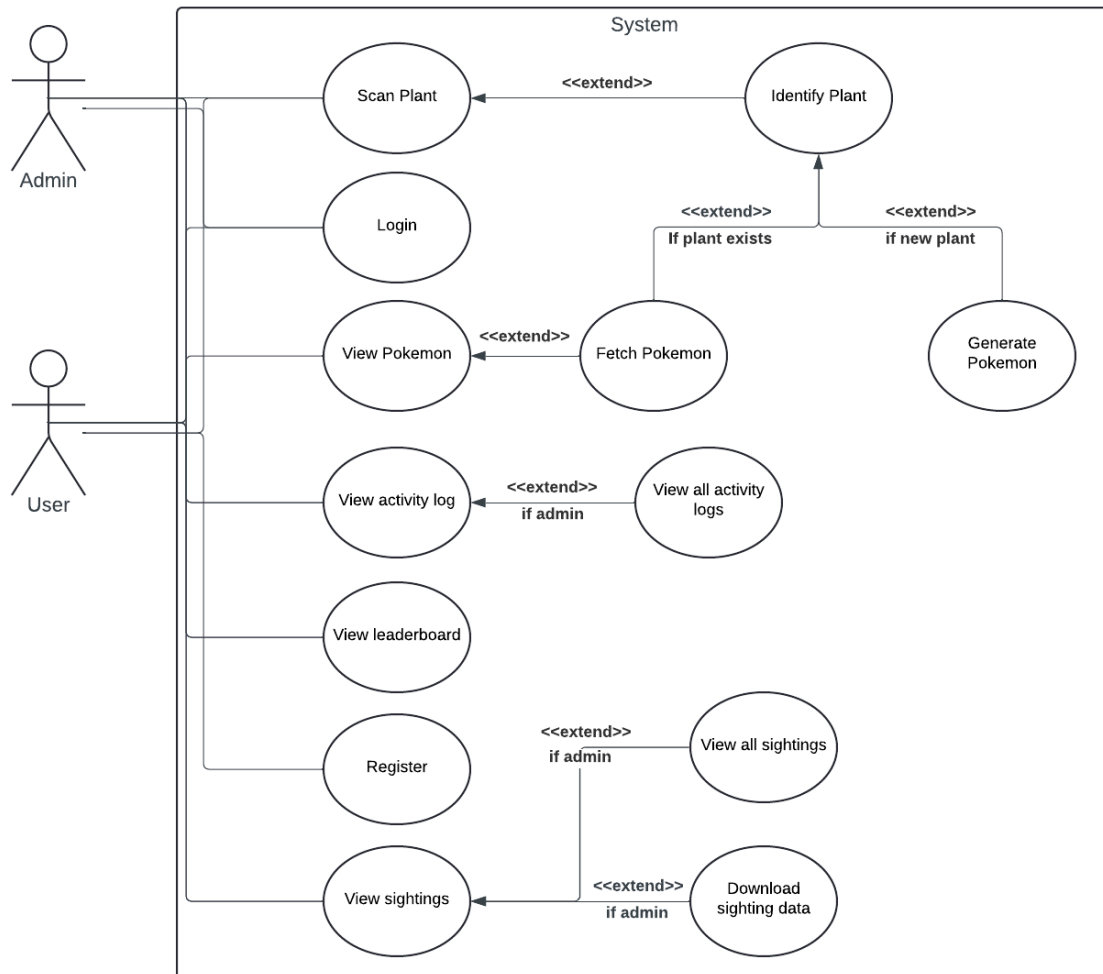 System
Scan Plant
<<extend>>
Identify Plant
Admin
Login
<<extend>>
If plant exists
<<extend>>
if new plant
View Pokemon
<<extend>>
Fetch Pokemon
Generate
Pokemon
User
View activity log
<<extend>>
if admin
View all activity
logs
View leaderboard
Register
<<extend>>
if admin
View all sightings
View sightings
<<extend>>
if admin
Download
sighting data